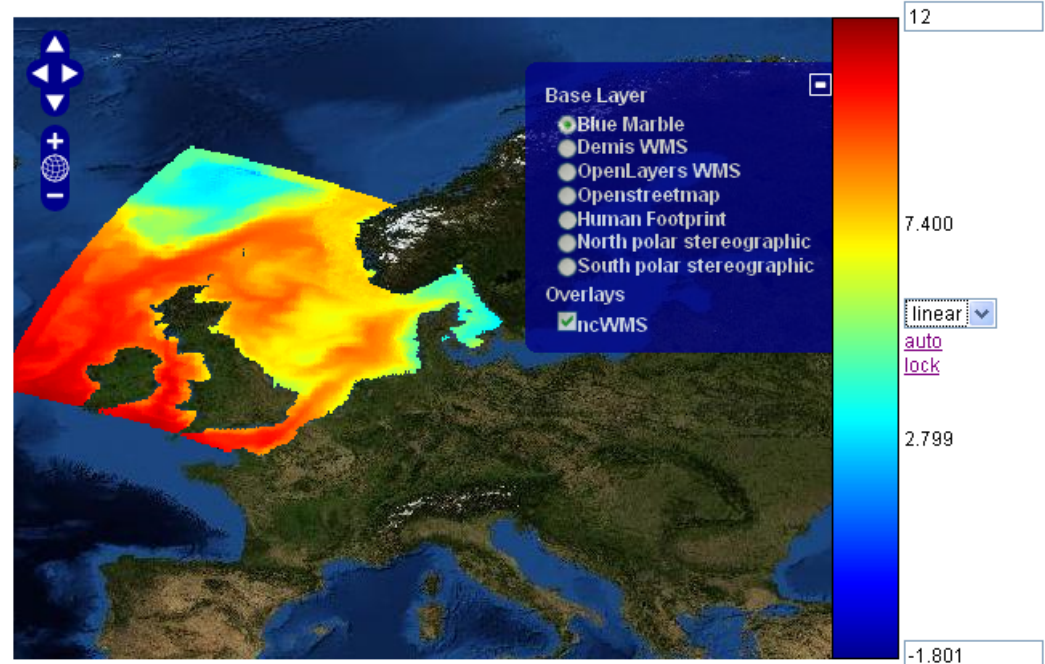 12
Base Layer
Blue Marble
Demis WMS
OpenLayers WMS
Openstreetmap
Human Footprint
North polar stereographic
South polar stereographic
Overlays
ncWMS
7.400
linear
auto
lock
2.799
-1.801